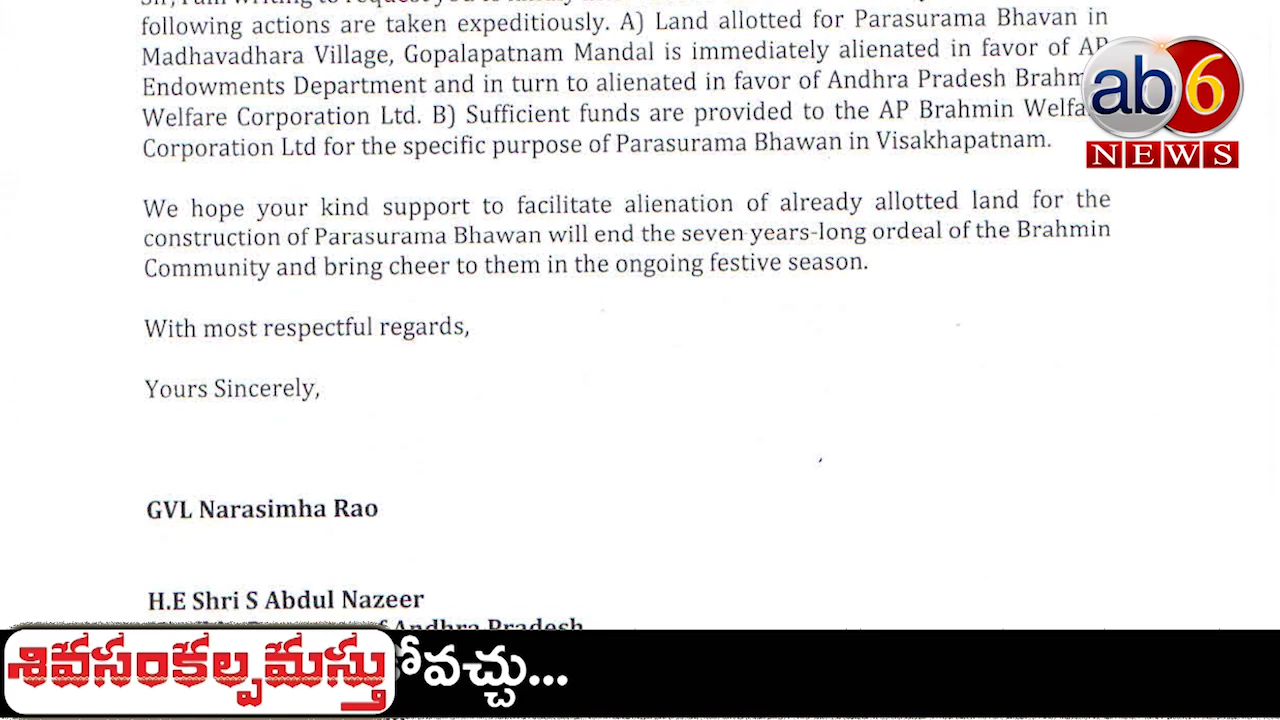 following actions are taken expeditiously. A) Land allotted for Parasurama Bhavan in
Madhavadhara Village, Gopalapatnam Mandal is immediately alienated in favor of AP
Endowments Department and in turn to alienated in favor of Andhra Pradesh Brahm
Welfare Corporation Ltd. B) Sufficient funds are provided to the AP Brahmin Welfa
Corporation Ltd for the specific purpose of Parasurama Bhawan in Visakhapatnam.
We hope your kind support to facilitate alienation of already allotted land for the
construction of Parasurama Bhawan will end the seven years-long ordeal of the Brahmin
Community and bring cheer to them in the ongoing festive season.
With most respectful regards,
Yours Sincerely,
GVL Narasimha Rao
H.E Shri S Abdul Nazeer
Andhra Pradesh
ab6
NEWS
శివసంకల్పమస్తు
కోవచ్చు...